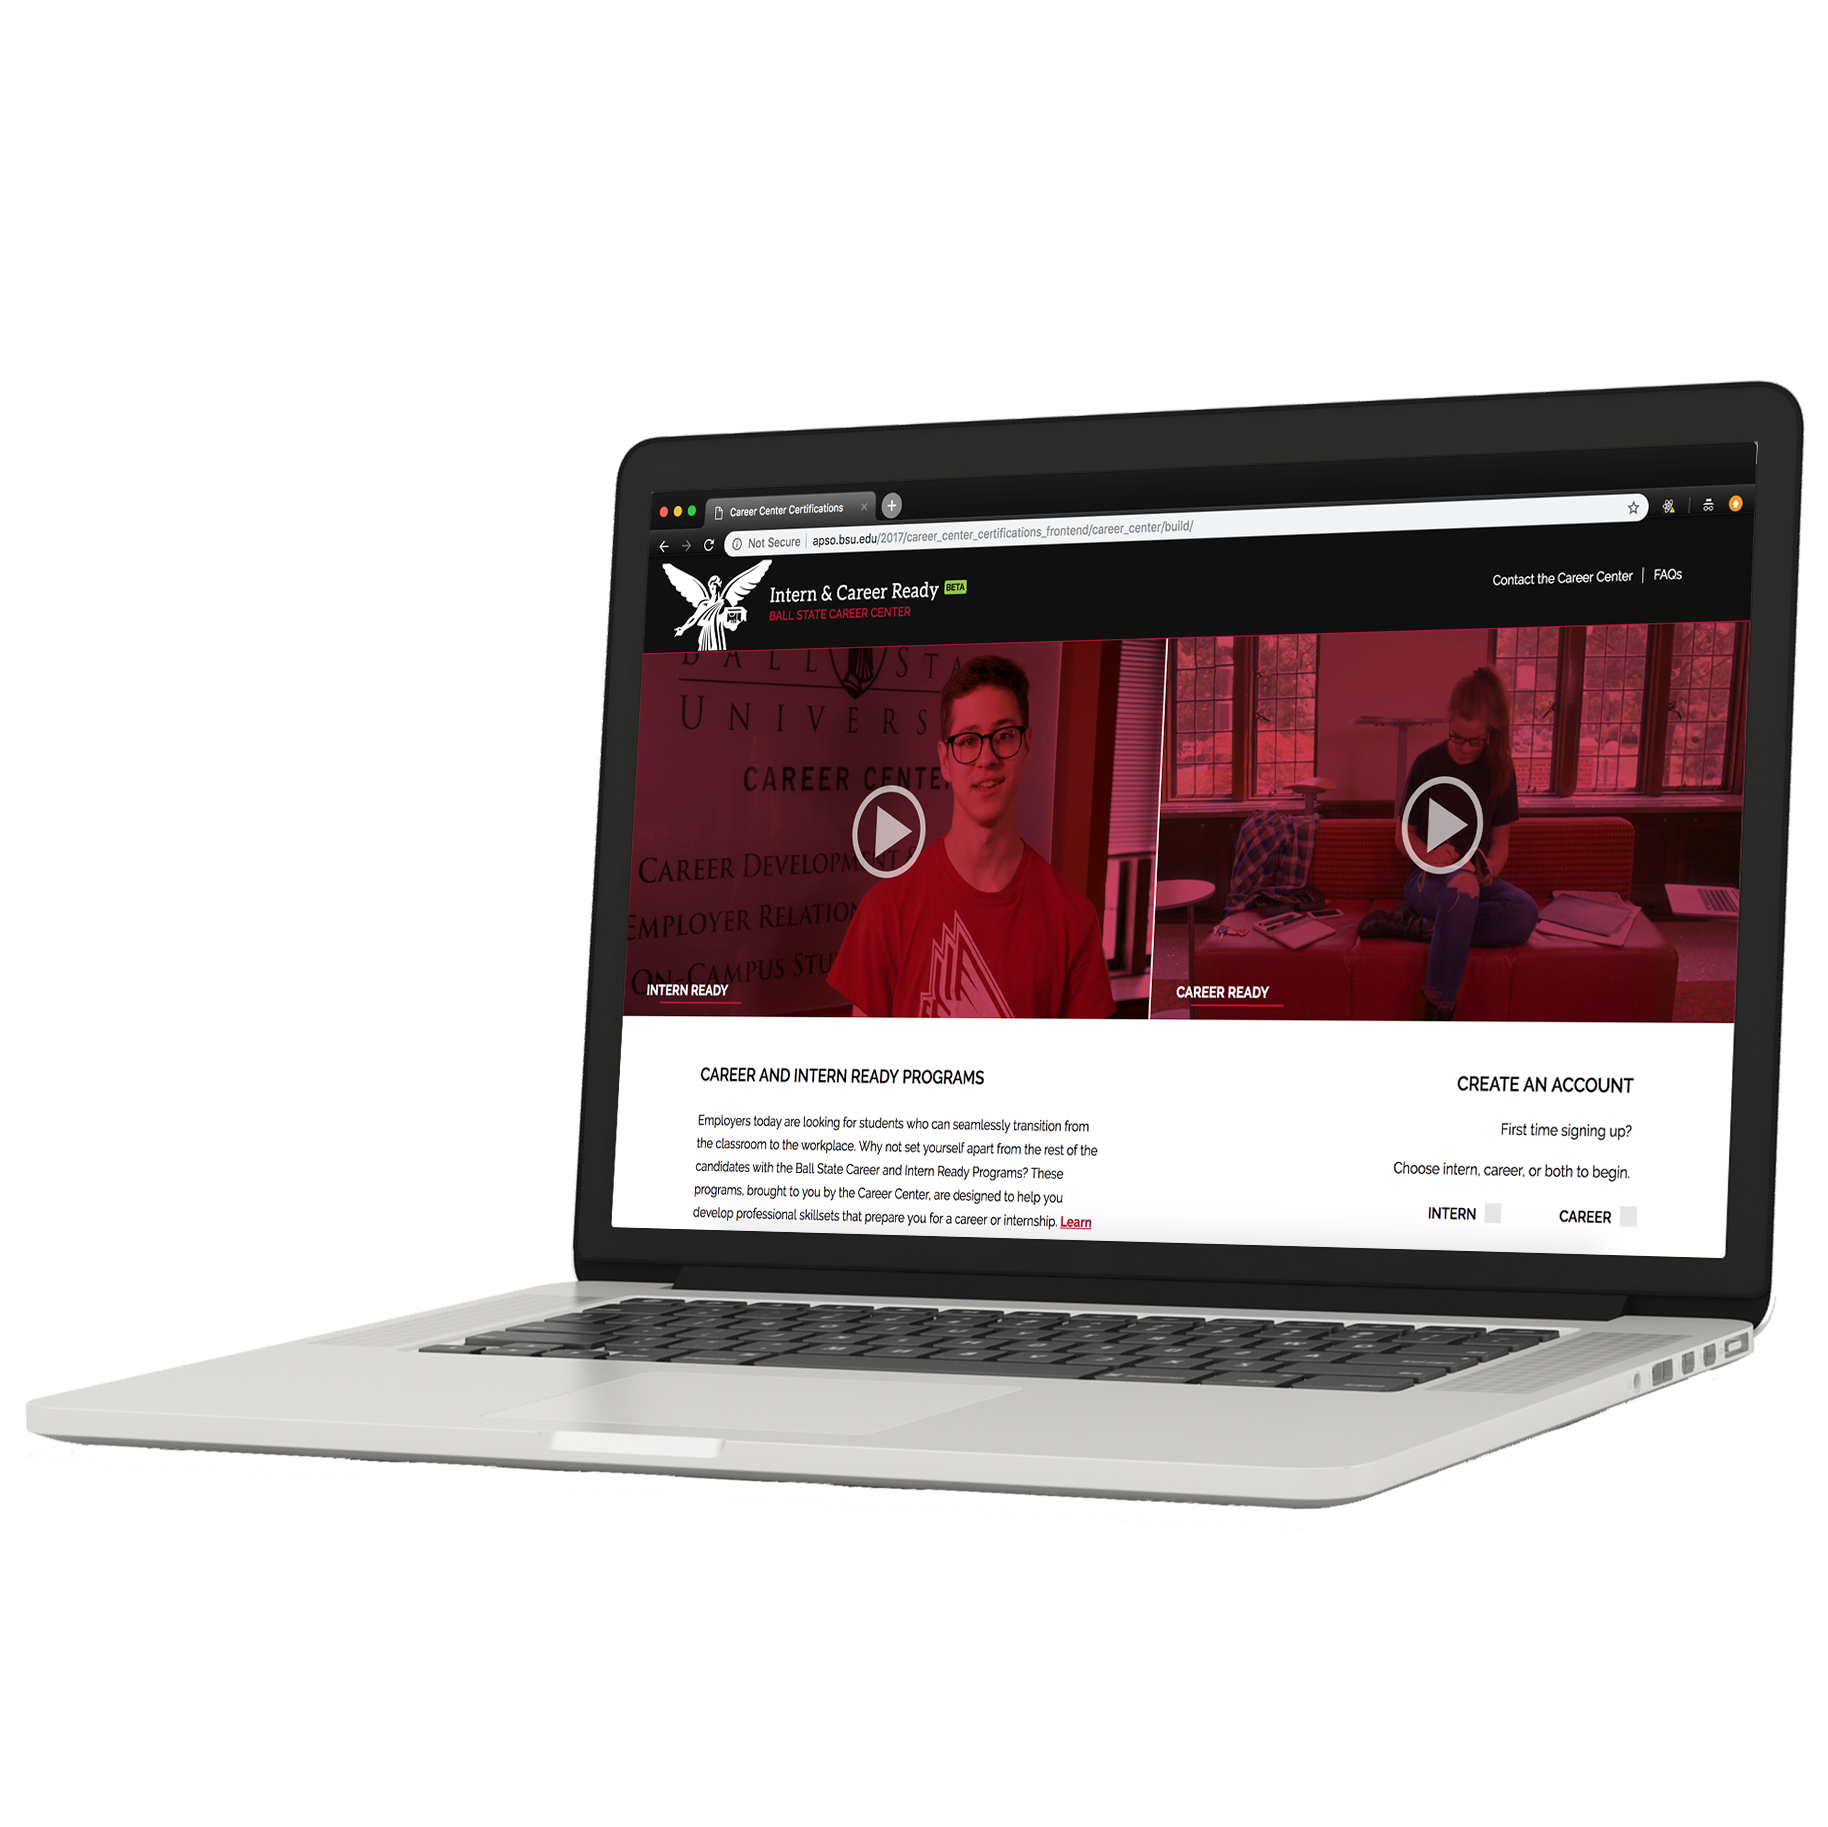 Career Center Certifications
Not Secure | apso.bsu.edu/2017/career_center_certifications_frontend/career_center/build/
Intern & Career Ready BETA
BALL STATE CAREER CENTER
Contact the Career Center | FAQs
BALL STA
UNIVERS
CAREER CENTE
CAREER DEVELOPMENT
EMPLOYER RELATION
ON-CAMPUS STU
INTERN READY
CAREER READY
CAREER AND INTERN READY PROGRAMS
Employers today are looking for students who can seamlessly transition from
the classroom to the workplace. Why not set yourself apart from the rest of the
candidates with the Ball State Career and Intern Ready Programs? These
programs, brought to you by the Career Center, are designed to help you
develop professional skillsets that prepare you for a career or internship. Learn
CREATE AN ACCOUNT
First time signing up?
Choose intern, career, or both to begin.
INTERN
CAREER